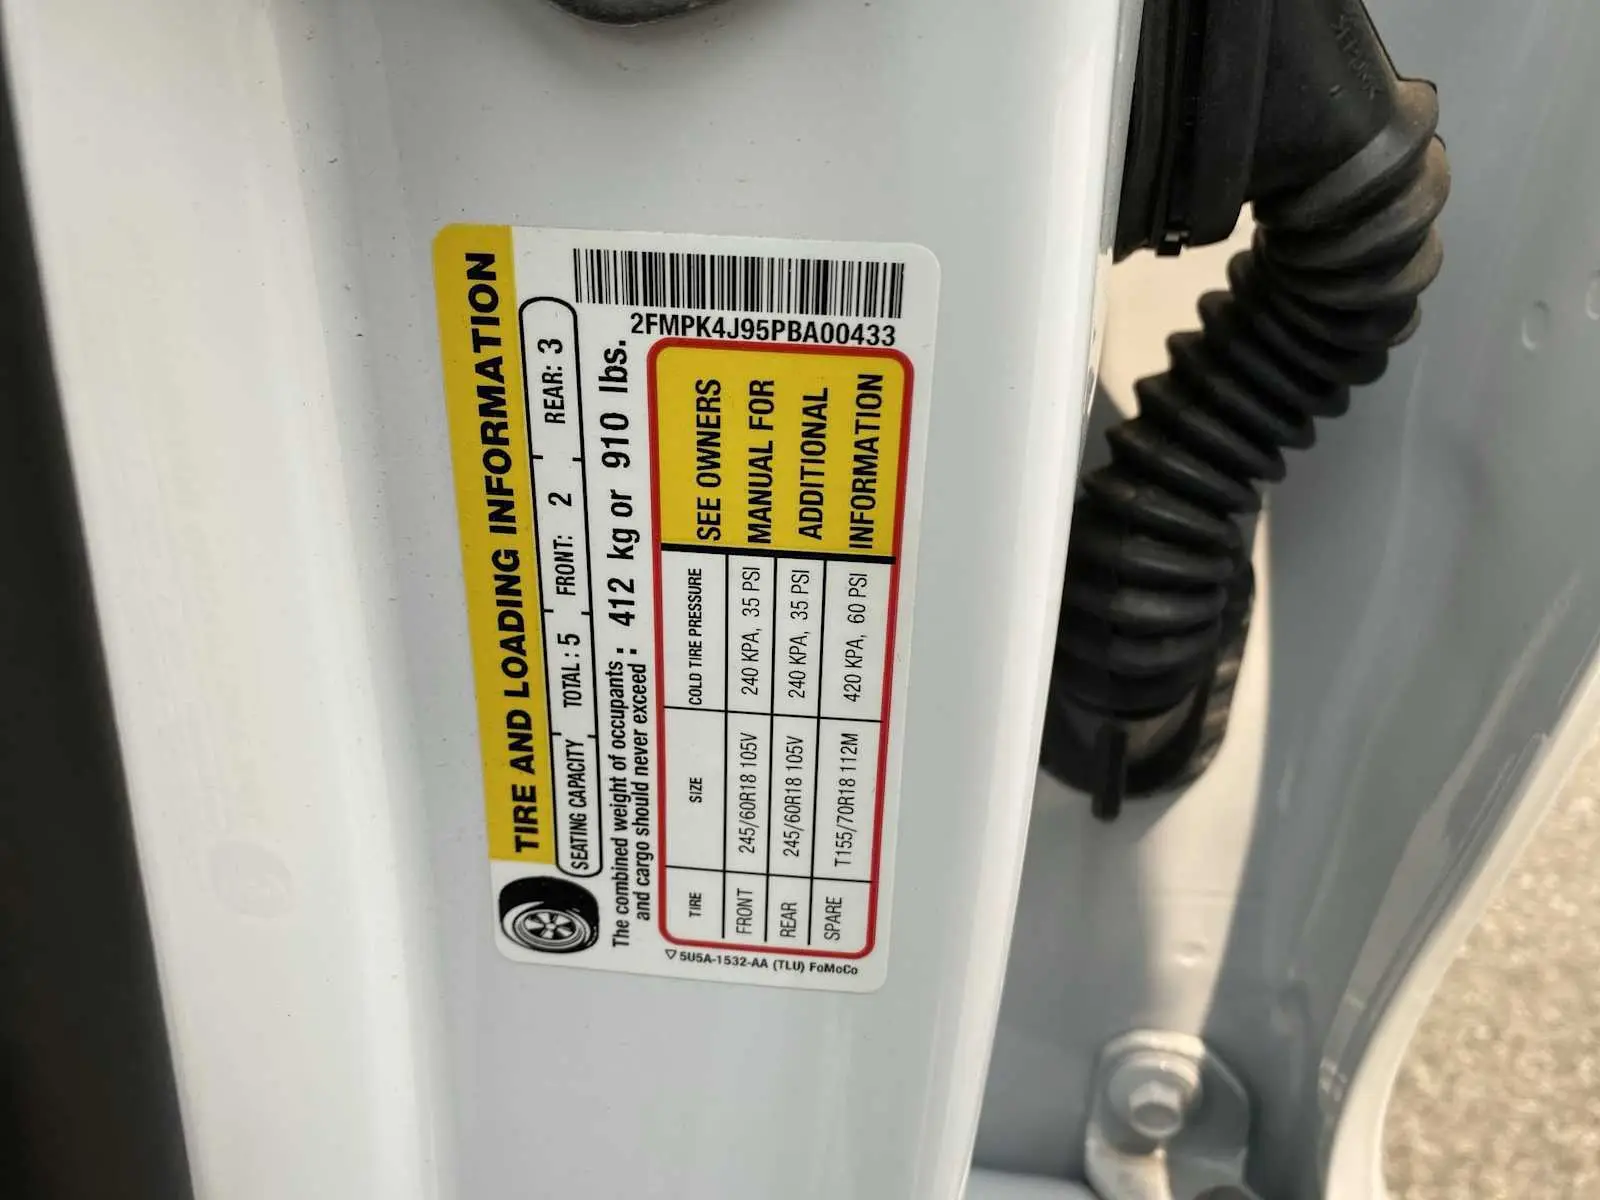 2FMPK4J95PBA00433
TIRE AND LOADING INFORMATION
SEATING CAPACITY TOTAL : 5 FRONT: 2 REAR: 3
The combined weight of occupants
and cargo should never exceed : 412 kg or 910 lbs.
TIRE SIZE COLD TIRE PRESSURE
FRONT 245/60R18 105V 240 KPA, 35 PSI
REAR 245/60R18 105V 240 KPA, 35 PSI
SPARE T155/70R18 112M 420 KPA, 60 PSI
SEE OWNERS
MANUAL FOR
ADDITIONAL
INFORMATION
5U5A-1532-AA (TLU) FoMoCo